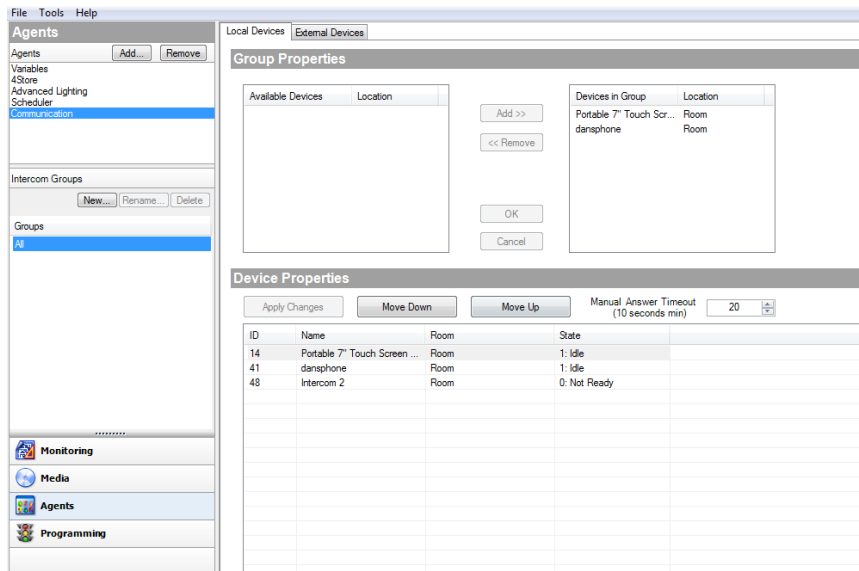 File Tools Help
Agents
Agents Add... Remove
Variables
4Store
Advanced Lighting
Scheduler
Communication
Intercom Groups
New... Rename... Delete
Groups
All
Monitoring
Media
Agents
Programming
Local Devices External Devices
Group Properties
Available Devices Location
Add >>
<< Remove
OK
Cancel
Devices in Group Location
Portable 7" Touch Scr... Room
dansphone Room
Device Properties
Apply Changes Move Down Move Up Manual Answer Timeout
(10 seconds min) 20
ID Name Room State
14 Portable 7" Touch Screen ... Room 1: Idle
41 dansphone Room 1: Idle
48 Intercom 2 Room 0: Not Ready